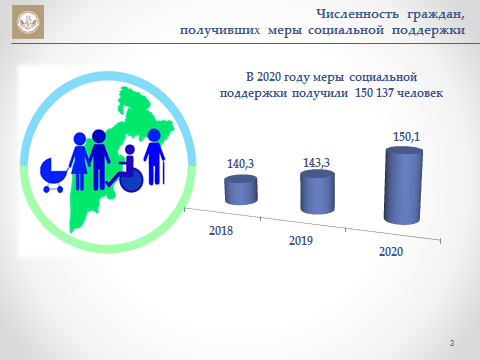 Численность граждан,
получивших меры социальной поддержки
В 2020 году меры социальной
поддержки получили 150 137 человек
140,3
143,3
150,1
2018
2019
2020
3